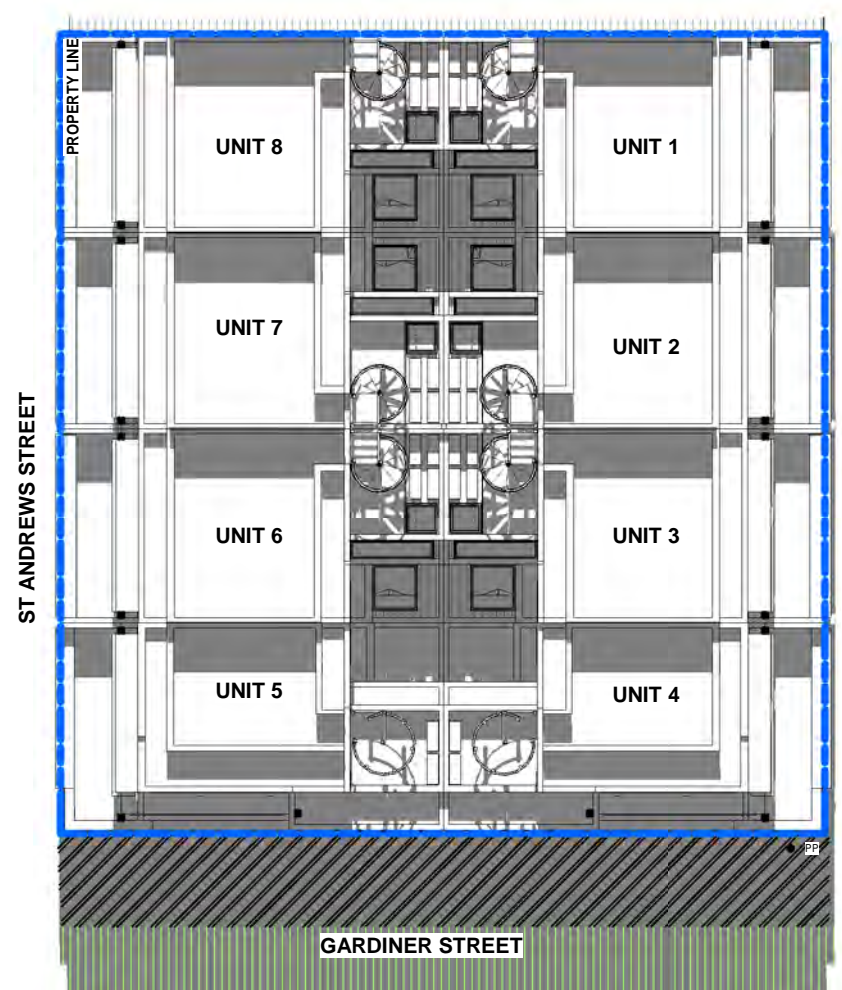 PROPERTY LINE
UNIT 8
UNIT 1
UNIT 7
UNIT 2
ST ANDREWS STREET
UNIT 6
UNIT 3
UNIT 5
UNIT 4
PP
GARDINER STREET